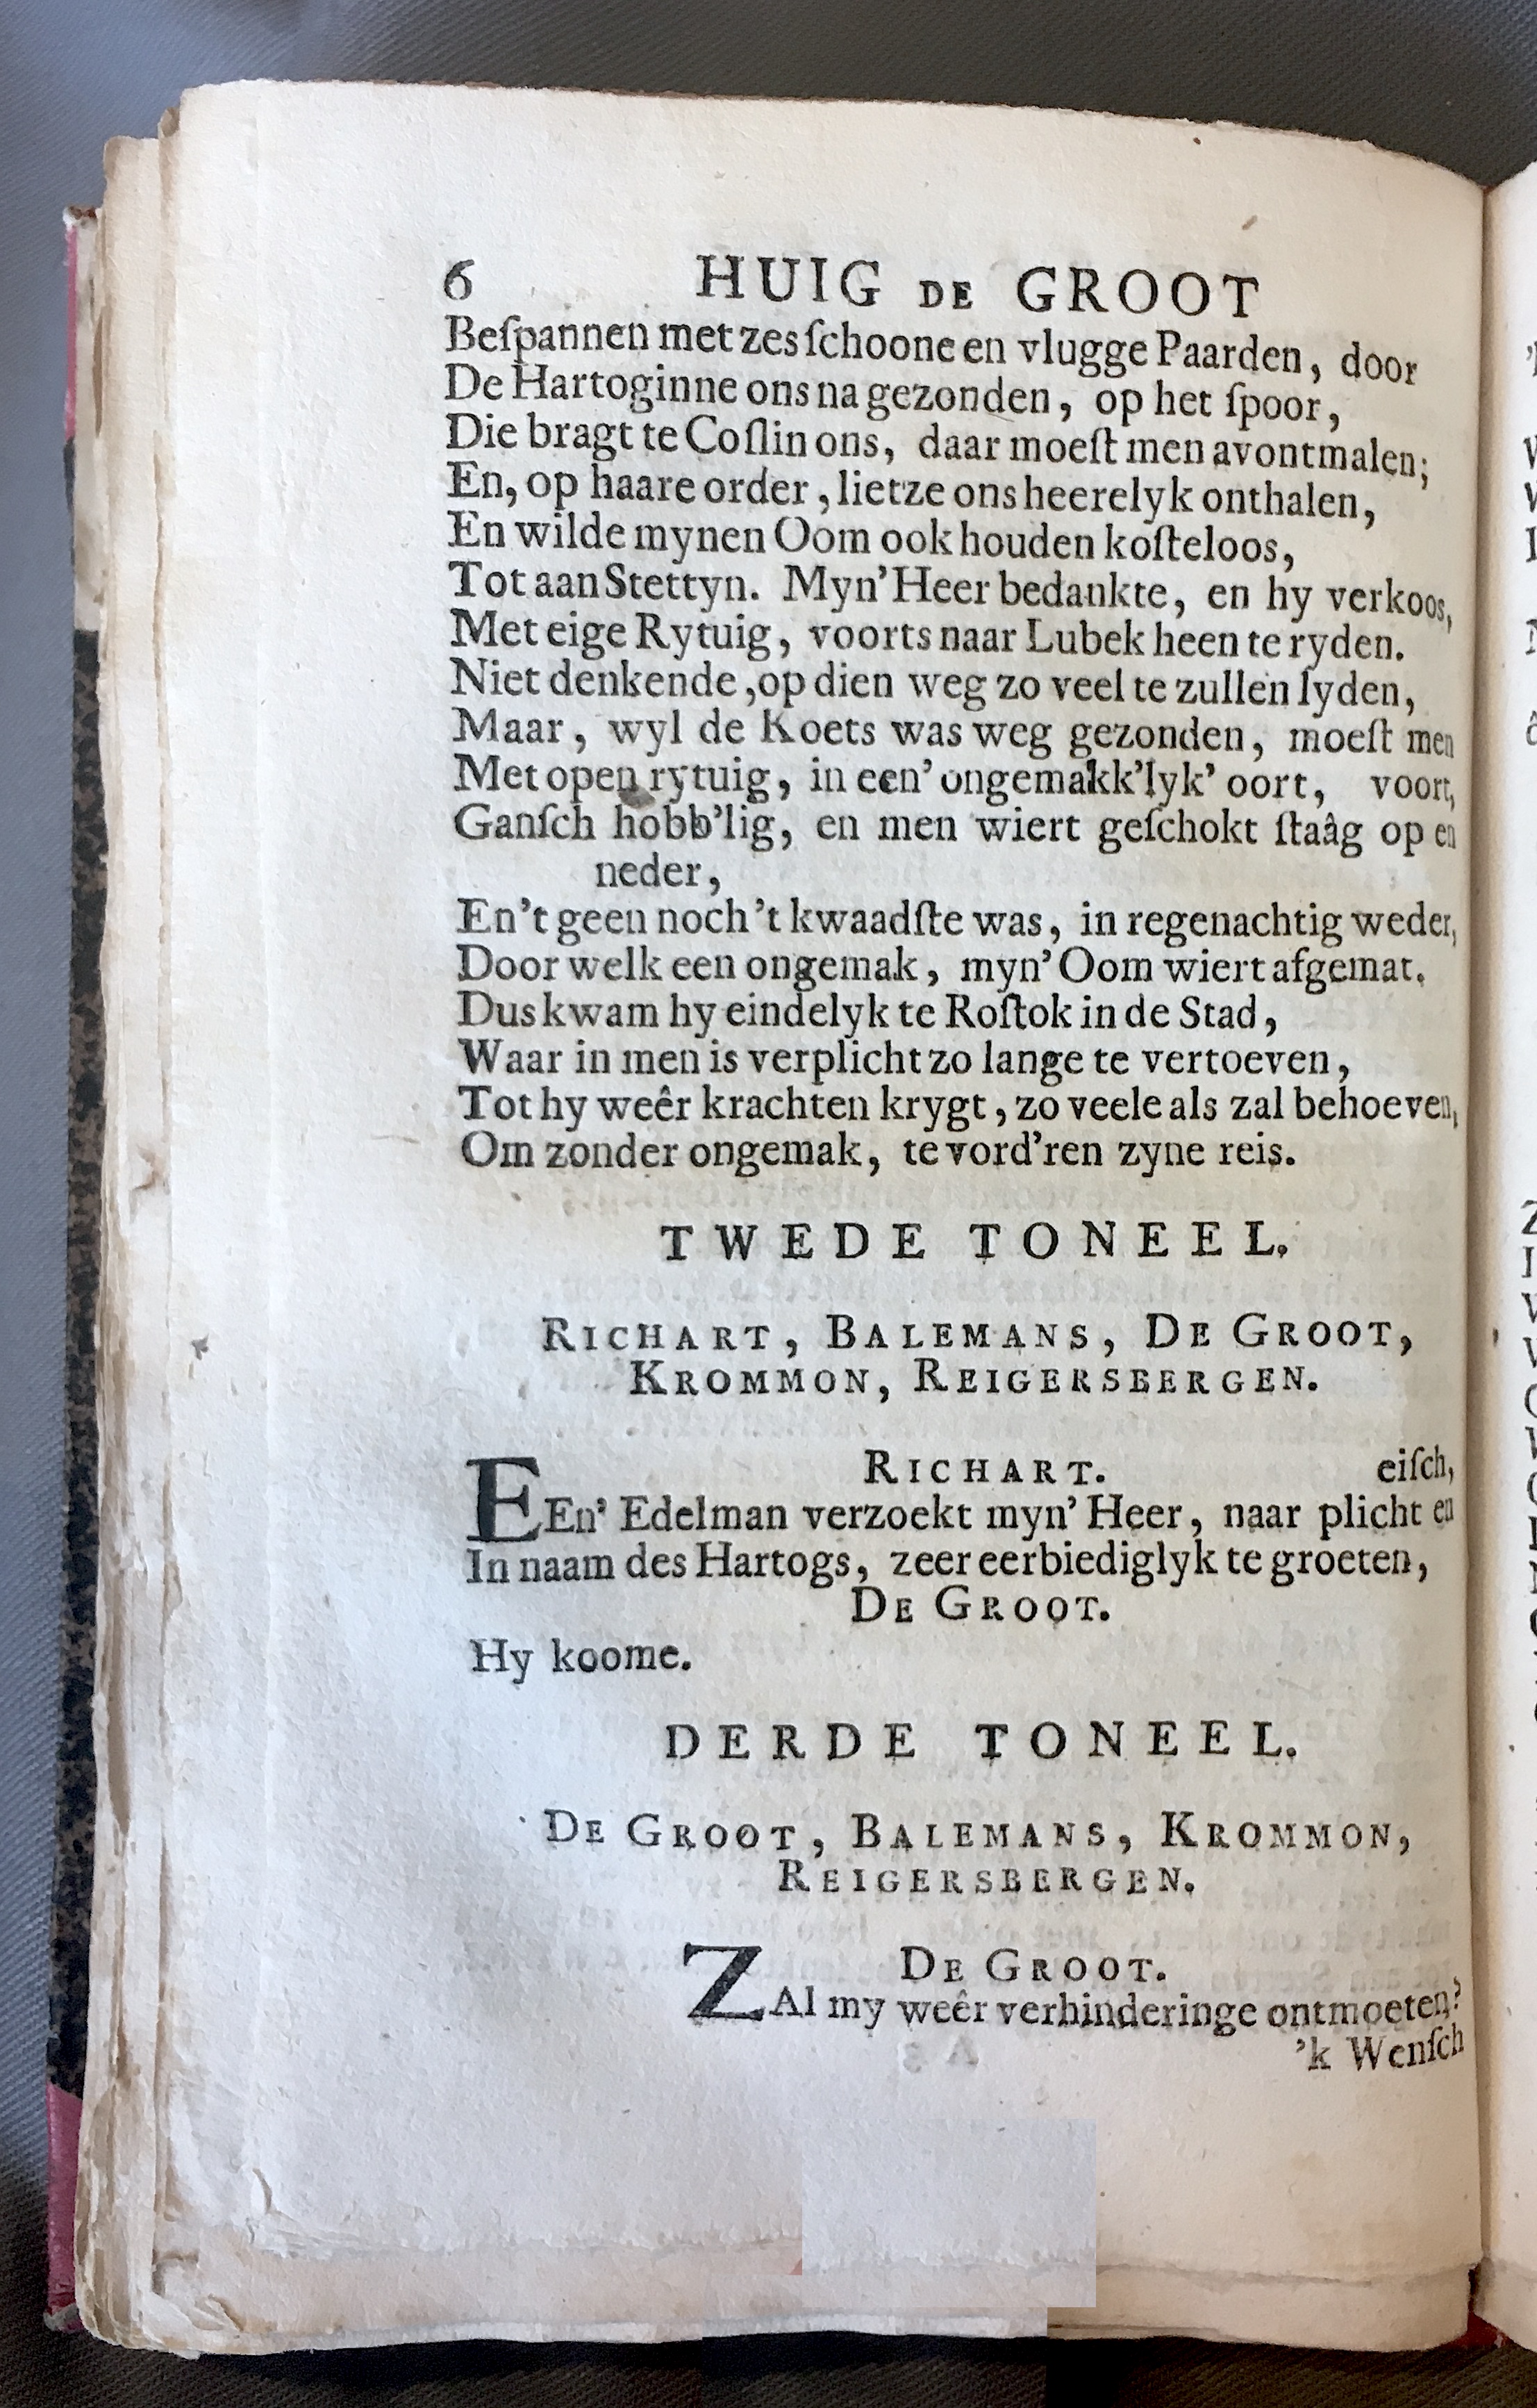 6 HUIG DE GROOT
Beſpannen met zes ſchoone en vlugge Paarden, door
De Hartoginne ons na gezonden, op het ſpoor,
Die bragt te Coſlin ons, daar moeſt men avontmalen;
En, op haare order, liet ze ons heerelyk onthalen,
En wilde mynen Oom ook houden koſteloos,
Tot aan Stettyn. Myn' Heer bedankte, en hy verkoos,
Met eige Rytuig, voorts naar Lubek heen te ryden.
Niet denkende, op dien weg zo veel te zullen lyden,
Maar, wyl de Koets was weg gezonden, moeſt men
Met open rytuig, in een' ongemakk'lyk' oort, voort,
Ganſch hobb'lig, en men wiert geſchokt ſtaâg op en
neder,
En 't geen noch 't kwaadſte was, in regenachtig weder,
Door welk een ongemak, myn' Oom wiert afgemat.
Dus kwam hy eindelyk te Roſtok in de Stad,
Waar in men is verplicht zo lange te vertoeven,
Tot hy weêr krachten krygt, zo veele als zal behoeven,
Om zonder ongemak, te vord'ren zyne reis.
TWEDE TONEEL.
RICHART, BALEMANS, DE GROOT,
KROMMON, REIGERSBERGEN.
RICHART. eiſch,
EEn' Edelman verzoekt myn' Heer, naar plicht en
In naam des Hartogs, zeer eerbiediglyk te groeten,
DE GROOT.
Hy koome.
DERDE TONEEL.
DE GROOT, BALEMANS, KROMMON,
REIGERSBERGEN.
DE GROOT.
ZAl my weêr verhinderinge ontmoeten?
'k Wenſch